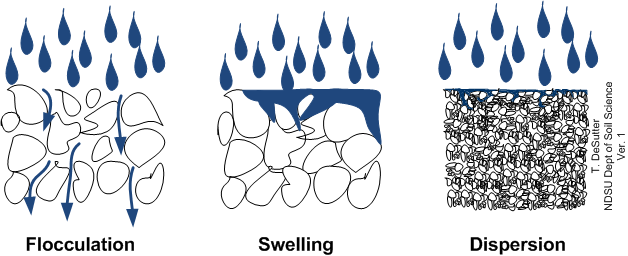 Flocculation
Swelling
Dispersion
T. DeSutter
NDSU Dept of Soil Science
Ver. 1